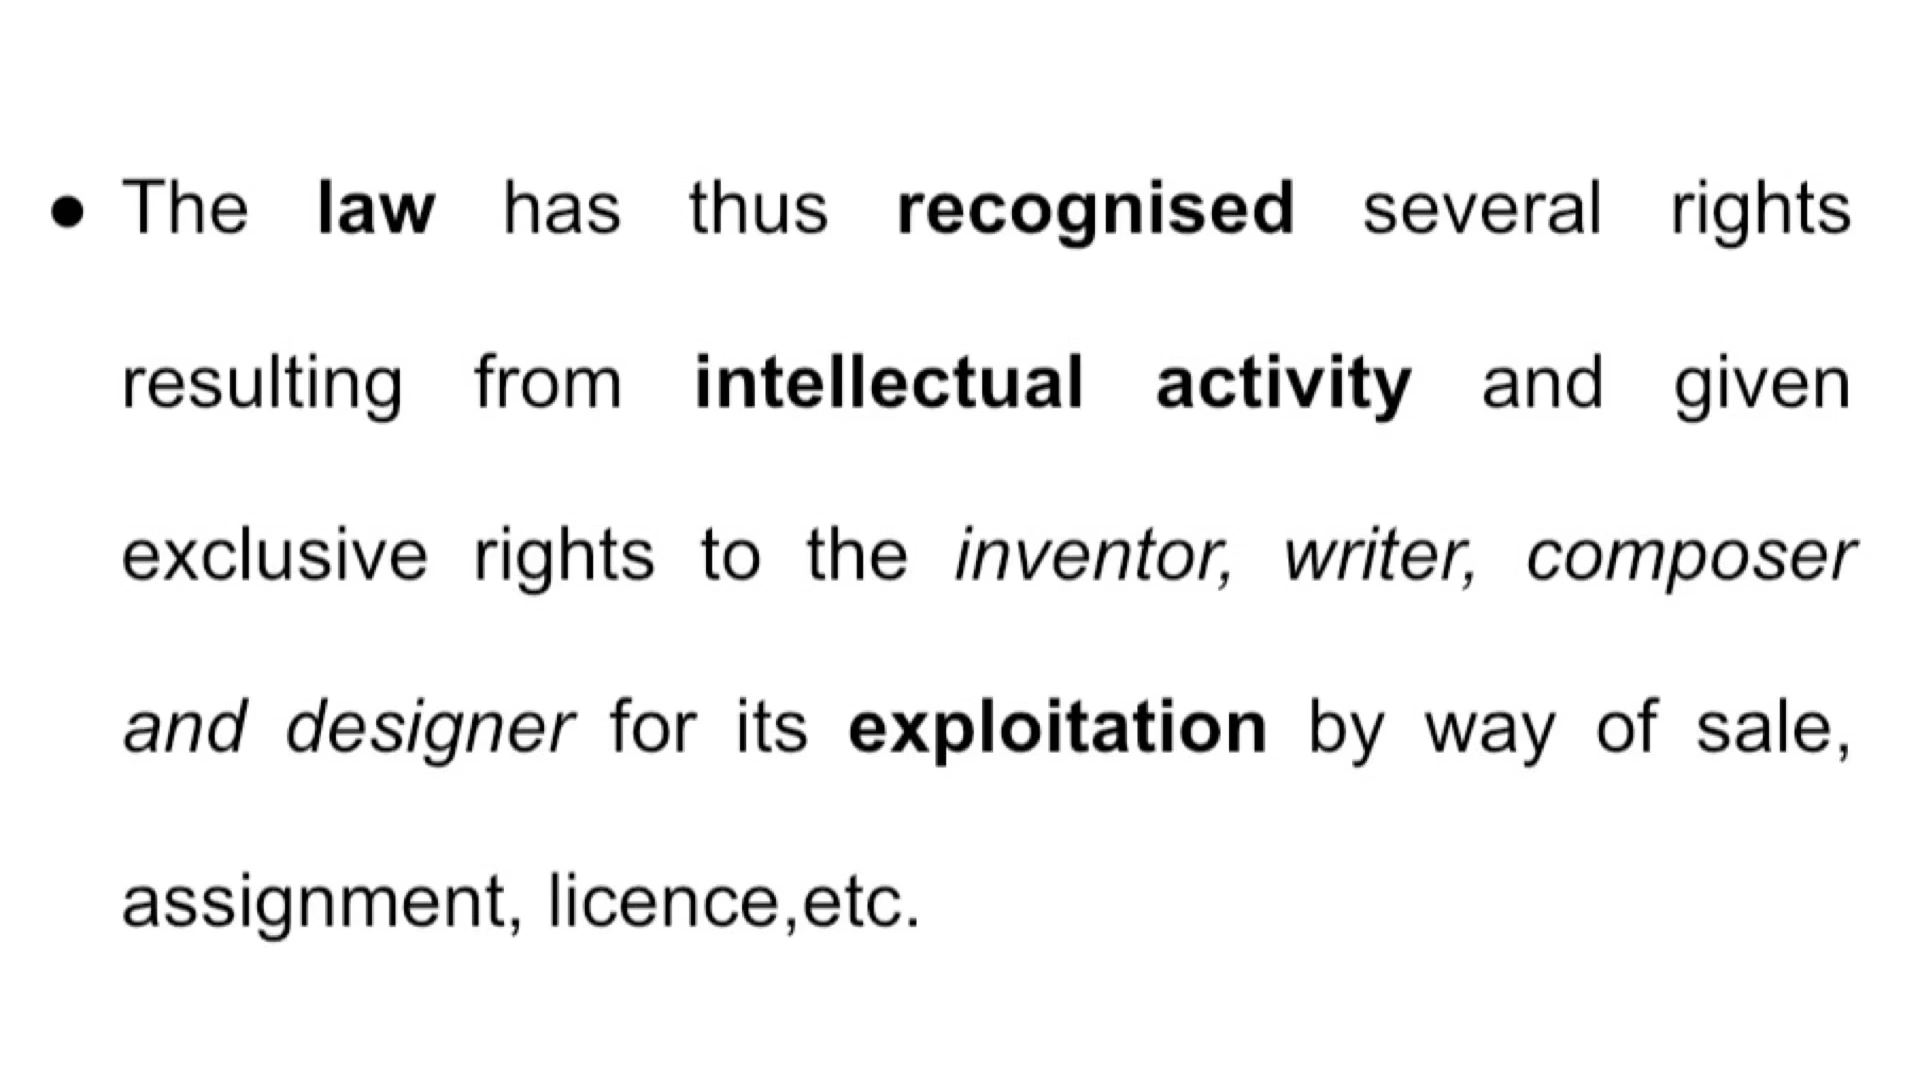 • The law has thus recognised several rights
resulting from intellectual activity and given
exclusive rights to the inventor, writer, composer
and designer for its exploitation by way of sale,
assignment, licence,etc.